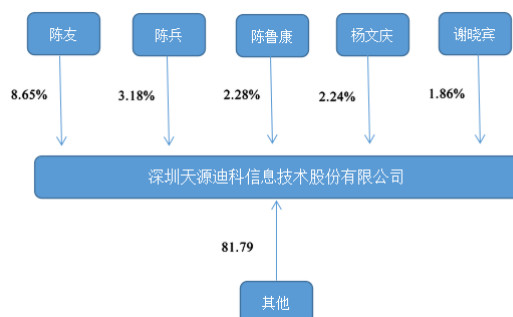 陈友 陈兵 陈鲁康 杨文庆 谢晓宾
8.65% 3.18% 2.28% 2.24% 1.86%
深圳天源迪科信息技术股份有限公司
81.79
其他